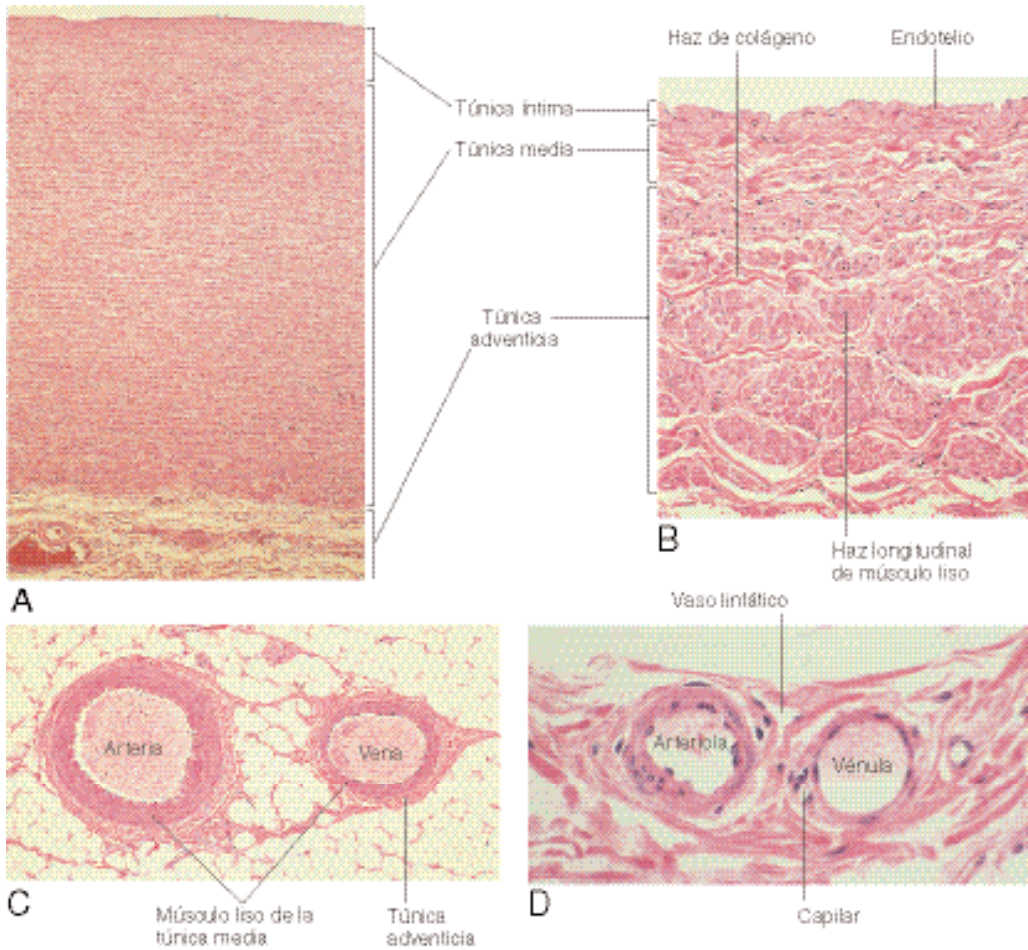 Haz de colágeno
Endotelio
Túnica íntima
Túnica media
Túnica
adventicia
A
B
Haz longitudinal
de músculo liso
Vaso linfático
Arteria
Vena
Arteriola
Vénula
C
Músculo liso de la
túnica media
Túnica
adventicia
D
Capilar